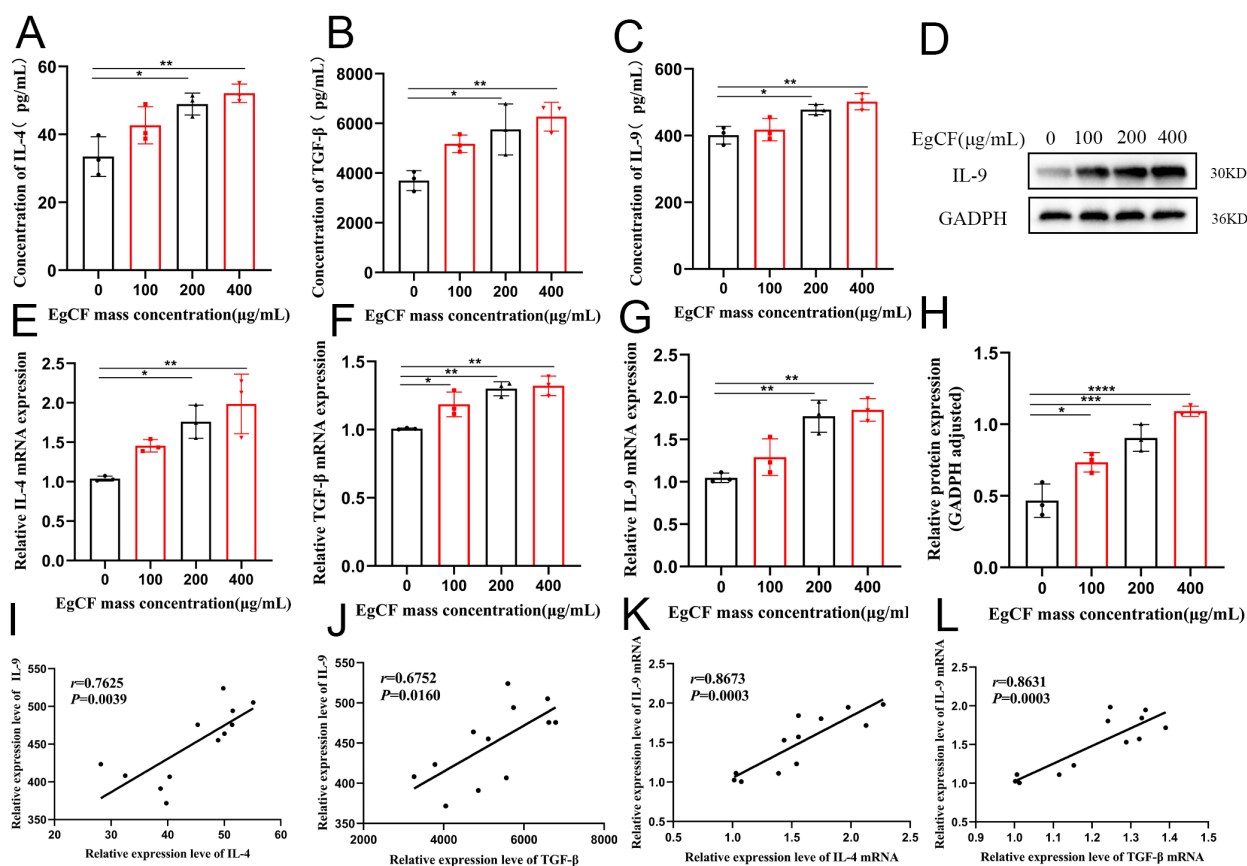 A
Concentration of IL-4( pg/mL)
60
40
20
0
*
**
0 100 200 400
EgCF mass concentration(μg/mL)
B
Concentration of TGF-β( pg/mL)
8000
6000
4000
2000
0
*
**
0 100 200 400
EgCF mass concentration(μg/mL)
C
Concentration of IL-9( pg/mL)
600
400
200
0
*
**
0 100 200 400
EgCF mass concentration(μg/mL)
D
EgCF(μg/mL) 0 100 200 400
IL-9 30KD
GADPH 36KD
E
Relative IL-4 mRNA expression
2.5
2.0
1.5
1.0
0.5
0.0
**
*
0 100 200 400
EgCF mass concentration(μg/mL)
F
Relative TGF-β mRNA expression
1.5
1.0
0.5
0.0
**
**
*
0 100 200 400
EgCF mass concentration(μg/mL)
G
Relative IL-9 mRNA expression
2.5
2.0
1.5
1.0
0.5
0.0
**
**
0 100 200 400
EgCF mass concentration(μg/ml
H
Relative protein expression
(GADPH adjusted)
1.5
1.0
0.5
0.0
****
***
*
0 100 200 400
EgCF mass concentration(μg/mL)
I
Relative expression leve of IL-9
550
500
450
400
350
r=0.7625
P=0.0039
20 30 40 50 60
Relative expression leve of IL-4
J
Relative expression level of IL-9
550
500
450
400
350
r=0.6752
P=0.0160
2000 4000 6000 8000
Relative expression level of TGF-β
K
Relative expression level of IL-9 mRNA
2.5
2.0
1.5
1.0
0.5
r=0.8673
P=0.0003
0.5 1.0 1.5 2.0 2.5
Relative expression level of IL-4 mRNA
L
Relative expression leve of IL-9 mRNA
2.5
2.0
1.5
1.0
0.5
r=0.8631
P=0.0003
0.9 1.0 1.1 1.2 1.3 1.4 1.5
Relative expression leve of TGF-β mRNA